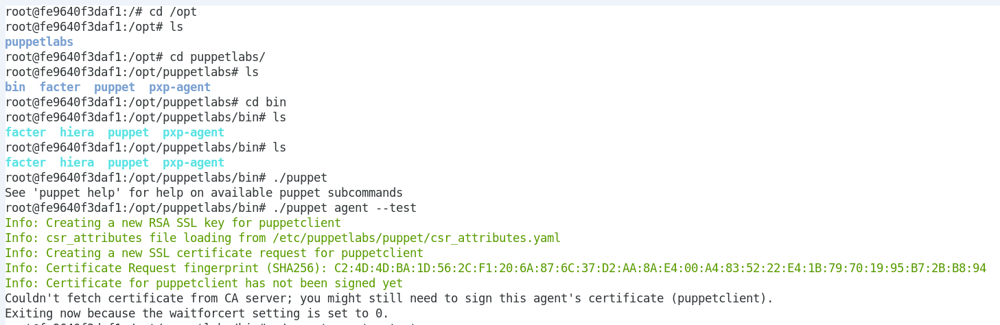 root@fe9640f3daf1:/# cd /opt
root@fe9640f3daf1:/opt# ls
puppetlabs
root@fe9640f3daf1:/opt# cd puppetlabs/
root@fe9640f3daf1:/opt/puppetlabs# ls
bin  facter  puppet  pxp-agent
root@fe9640f3daf1:/opt/puppetlabs# cd bin
root@fe9640f3daf1:/opt/puppetlabs/bin# ls
facter  hiera  puppet  pxp-agent
root@fe9640f3daf1:/opt/puppetlabs/bin# ls
facter  hiera  puppet  pxp-agent
root@fe9640f3daf1:/opt/puppetlabs/bin# ./puppet
See 'puppet help' for help on available puppet subcommands
root@fe9640f3daf1:/opt/puppetlabs/bin# ./puppet agent --test
Info: Creating a new RSA SSL key for puppetclient
Info: csr_attributes file loading from /etc/puppetlabs/puppet/csr_attributes.yaml
Info: Creating a new SSL certificate request for puppetclient
Info: Certificate Request fingerprint (SHA256): C2:4D:4D:BA:1D:56:2C:F1:20:6A:87:6C:37:D2:AA:8A:E4:00:A4:83:52:22:E4:1B:79:70:19:95:B7:2B:B8:94
Info: Certificate for puppetclient has not been signed yet
Couldn't fetch certificate from CA server; you might still need to sign this agent's certificate (puppetclient).
Exiting now because the waitforcert setting is set to 0.